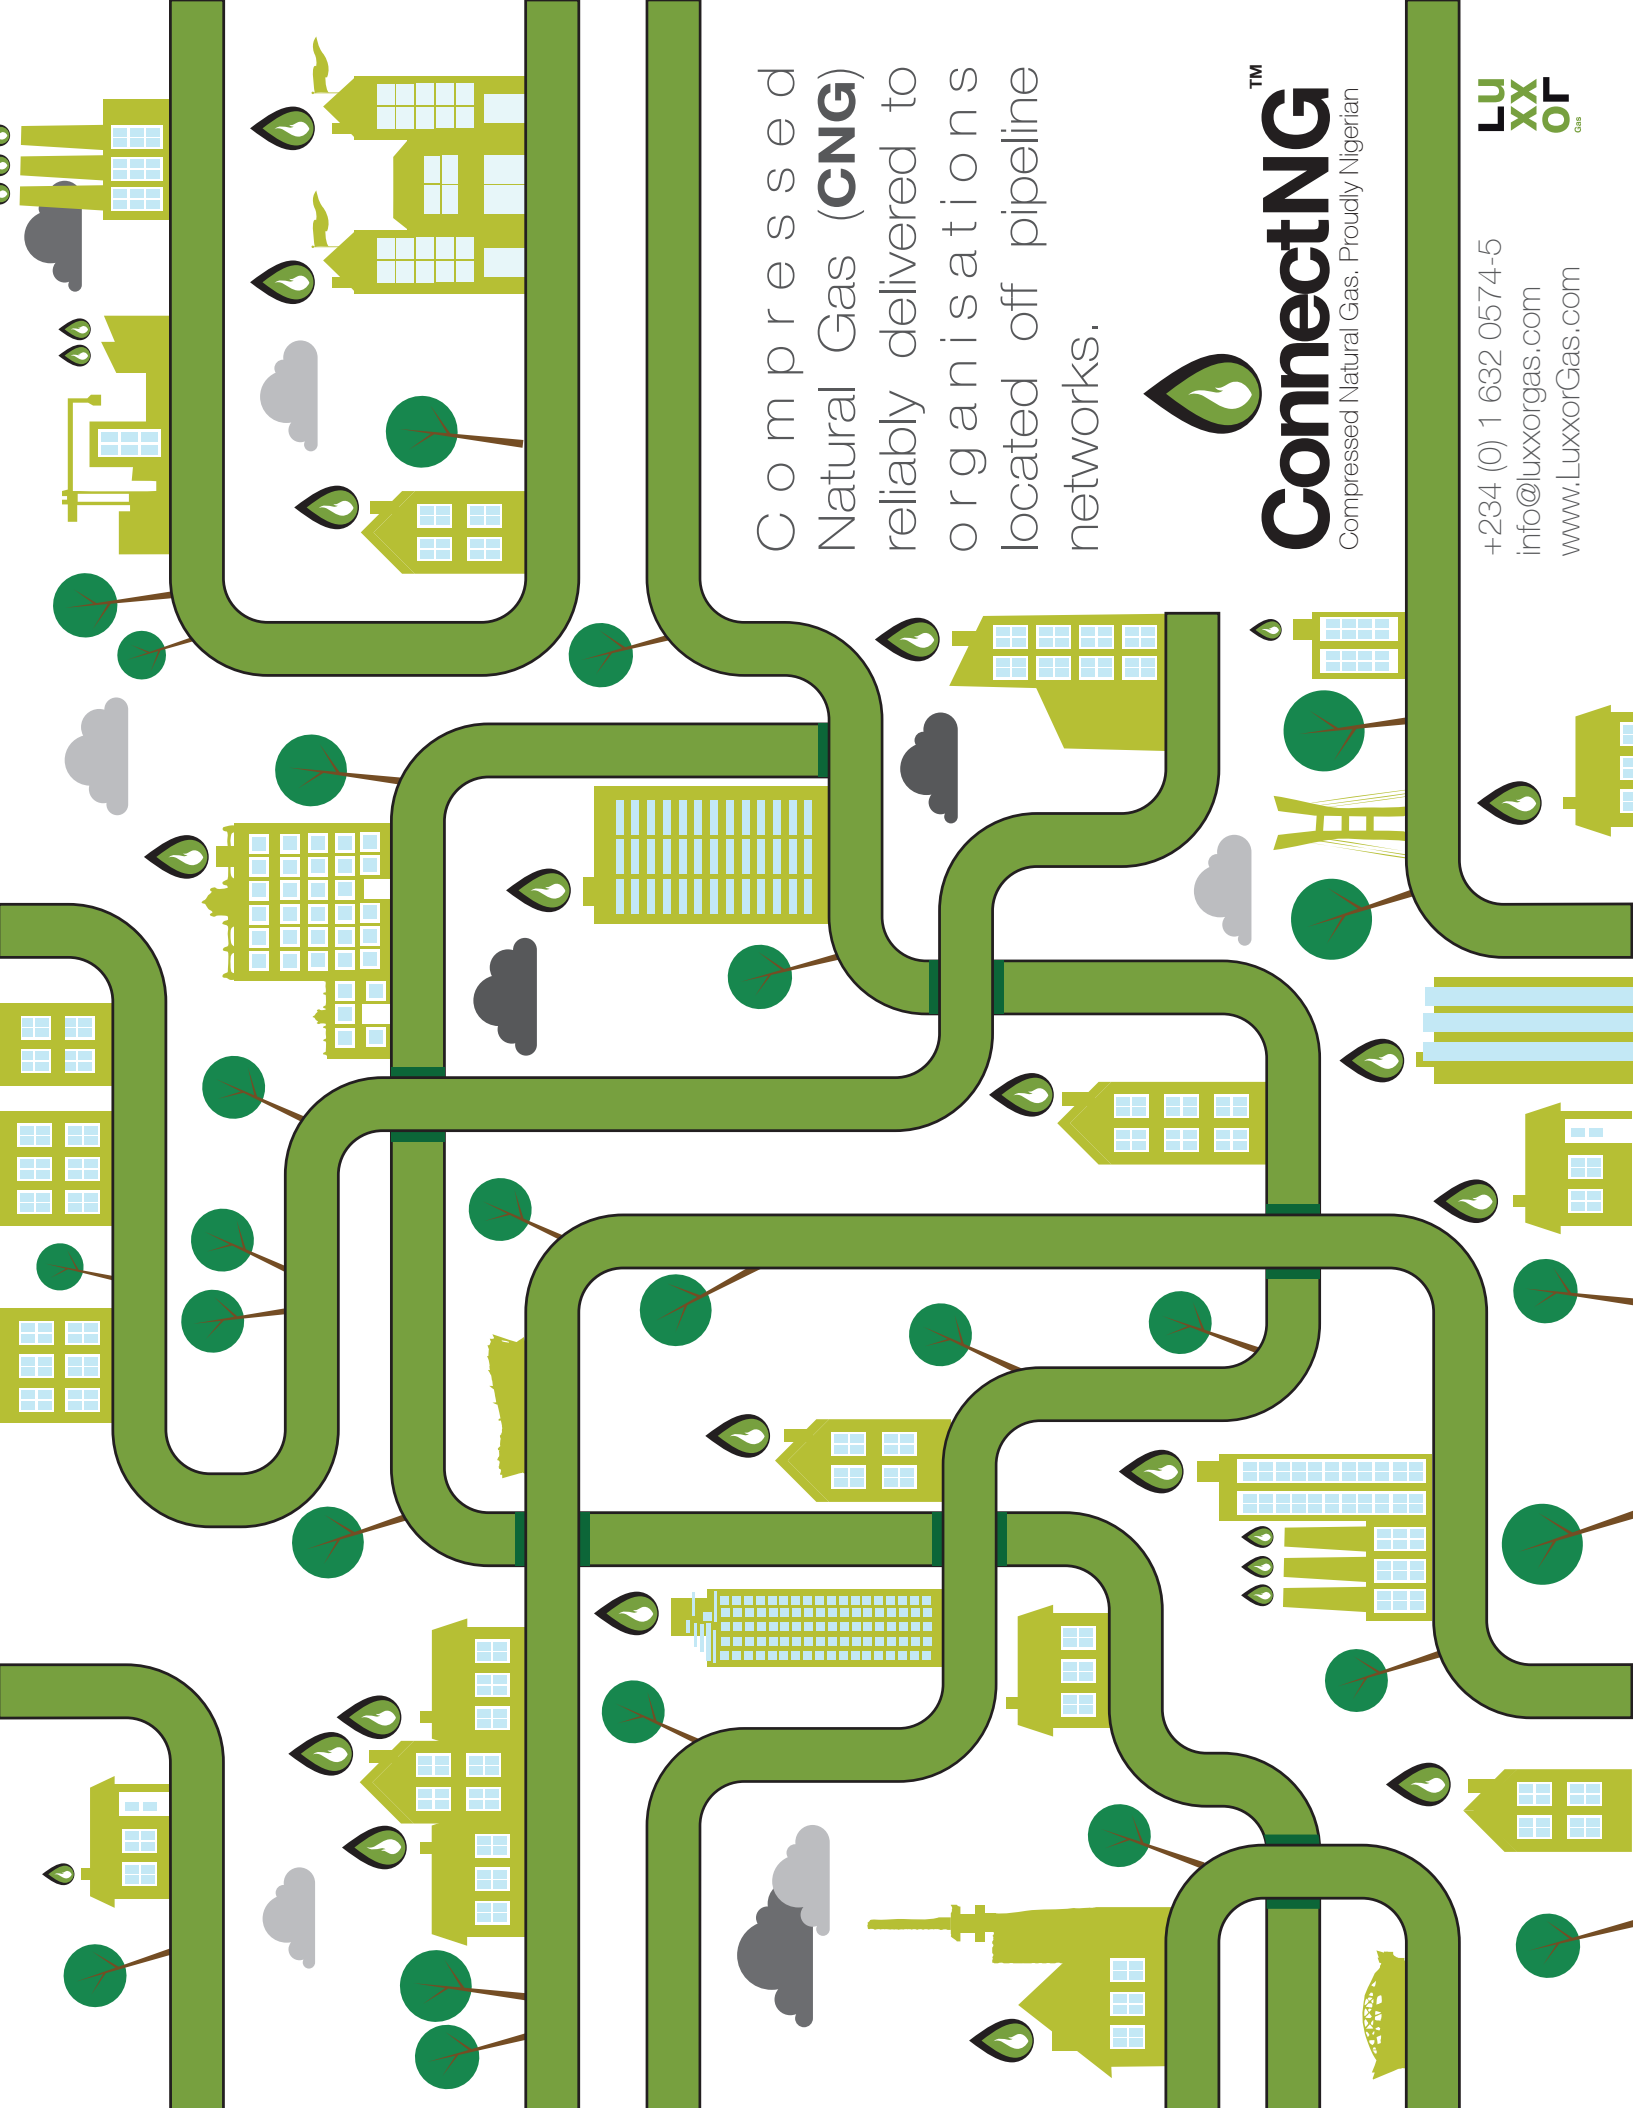 Compressed
Natural Gas (CNG)
reliably delivered to
organisations
located off pipeline
networks.
ConnectNG™
Compressed Natural Gas. Proudly Nigerian
+234 (0) 1 632 0574-5
info@luxxorgas.com
www.LuxxorGas.com
Lu
xx
or
Gas